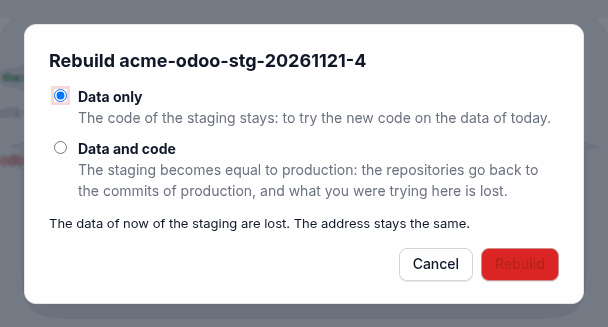 Rebuild acme-odoo-stg-20261121-4
Data only
The code of the staging stays: to try the new code on the data of today.
Data and code
The staging becomes equal to production: the repositories go back to
the commits of production, and what you were trying here is lost.
The data of now of the staging are lost. The address stays the same.
Cancel
Rebuild